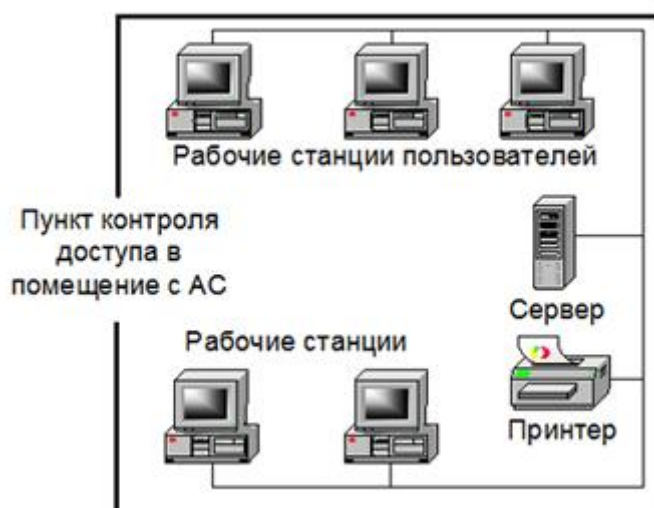 Рабочие станции пользователей
Пункт контроля
доступа в
помещение с АС
Сервер
Рабочие станции
Принтер